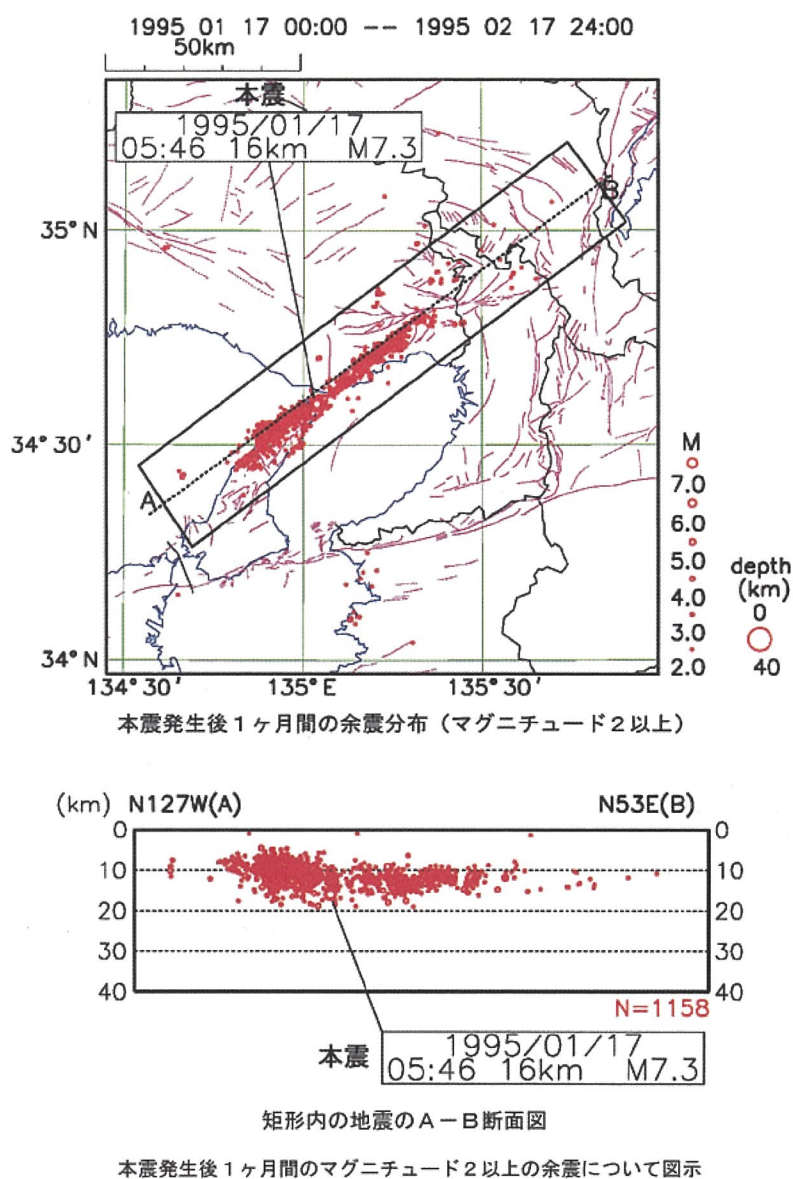 1995 01 17 00:00 -- 1995 02 17 24:00
50km
本震
1995/01/17
05:46 16km M7.3
B
35° N
A
34° 30'
34° N
134° 30'
135° E
135° 30'
M
7.0
6.0
5.0
4.0
3.0
2.0
depth
(km)
0
40
本震発生後1ヶ月間の余震分布(マグニチュード2以上)
(km) N127W(A) N53E(B)
0 0
10 10
20 20
30 30
40 40
N=1158
本震
1995/01/17
05:46 16km M7.3
矩形内の地震のA-B断面図
本震発生後1ヶ月間のマグニチュード2以上の余震について図示